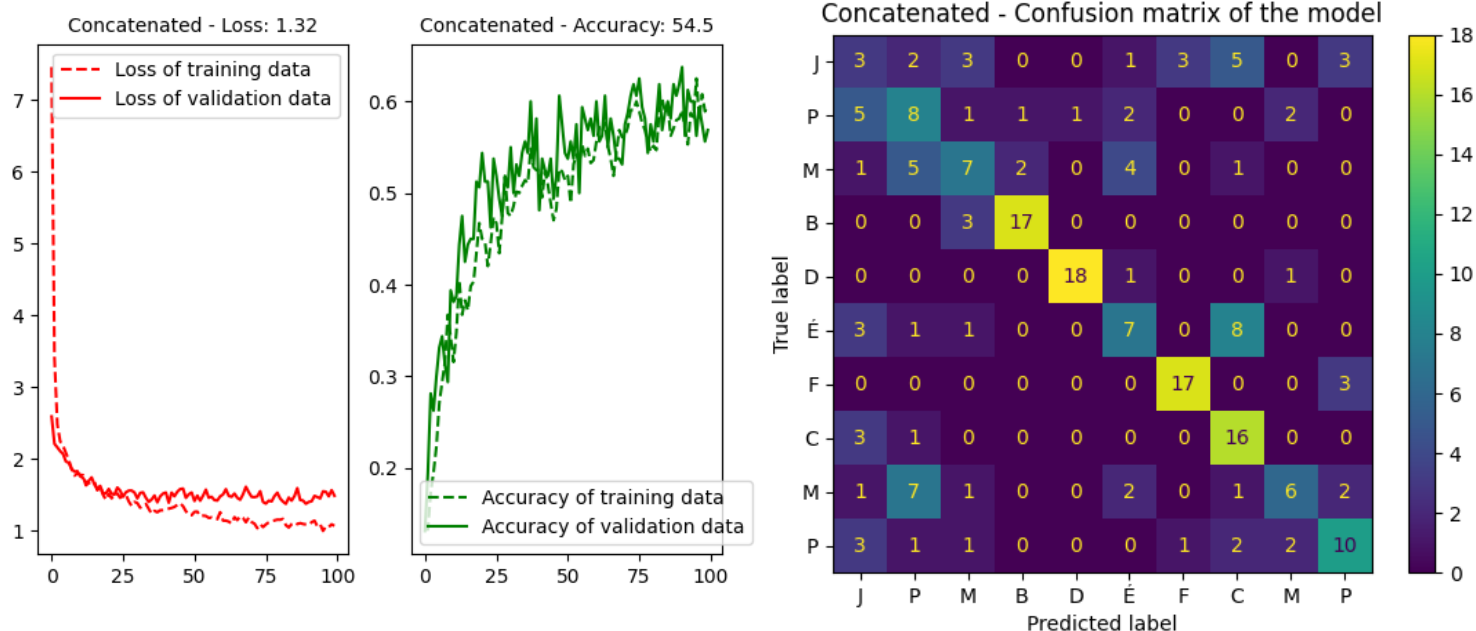 Concatenated - Loss: 1.32
Loss of training data
Loss of validation data
7
6
5
4
3
2
1
0 25 50 75 100
Concatenated - Accuracy: 54.5
0.6
0.5
0.4
0.3
0.2
Accuracy of training data
Accuracy of validation data
0 25 50 75 100
Concatenated - Confusion matrix of the model
True label
J 3 2 3 0 0 1 3 5 0 3
P 5 8 1 1 1 2 0 0 2 0
M 1 5 7 2 0 4 0 1 0 0
B 0 0 3 17 0 0 0 0 0 0
D 0 0 0 0 18 1 0 0 1 0
É 3 1 1 0 0 7 0 8 0 0
F 0 0 0 0 0 0 17 0 0 3
C 3 1 0 0 0 0 0 16 0 0
M 1 7 1 0 0 2 0 1 6 2
P 3 1 1 0 0 0 1 2 2 10
J P M B D É F C M P
Predicted label
18
16
14
12
10
8
6
4
2
0